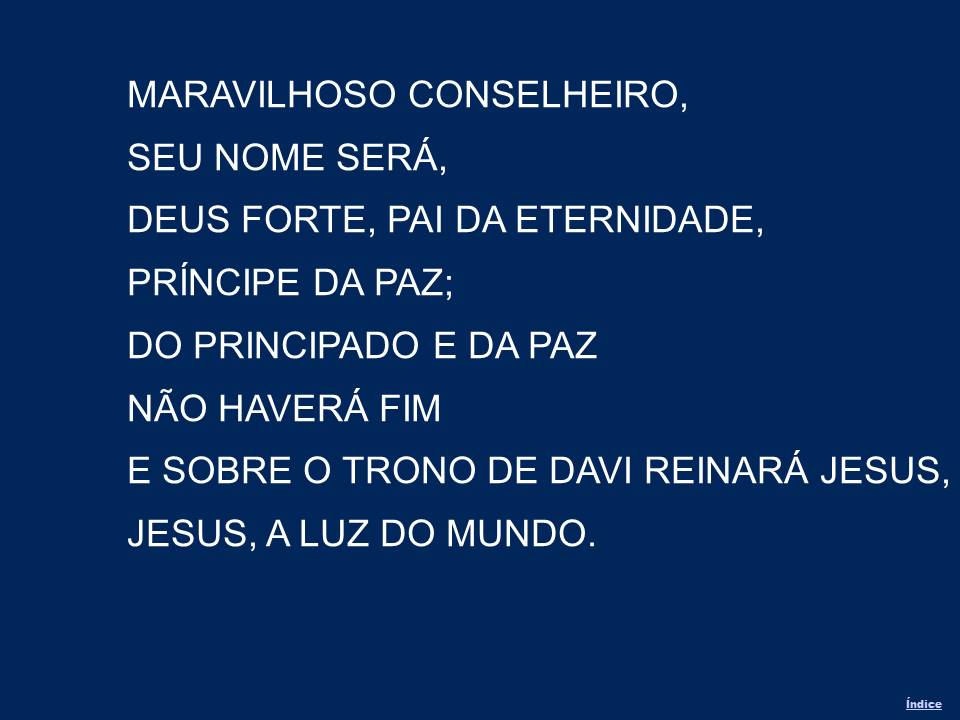 MARAVILHOSO CONSELHEIRO,
SEU NOME SERÁ,
DEUS FORTE, PAI DA ETERNIDADE,
PRÍNCIPE DA PAZ;
DO PRINCIPADO E DA PAZ
NÃO HAVERÁ FIM
E SOBRE O TRONO DE DAVI REINARÁ JESUS,
JESUS, A LUZ DO MUNDO.
Índice